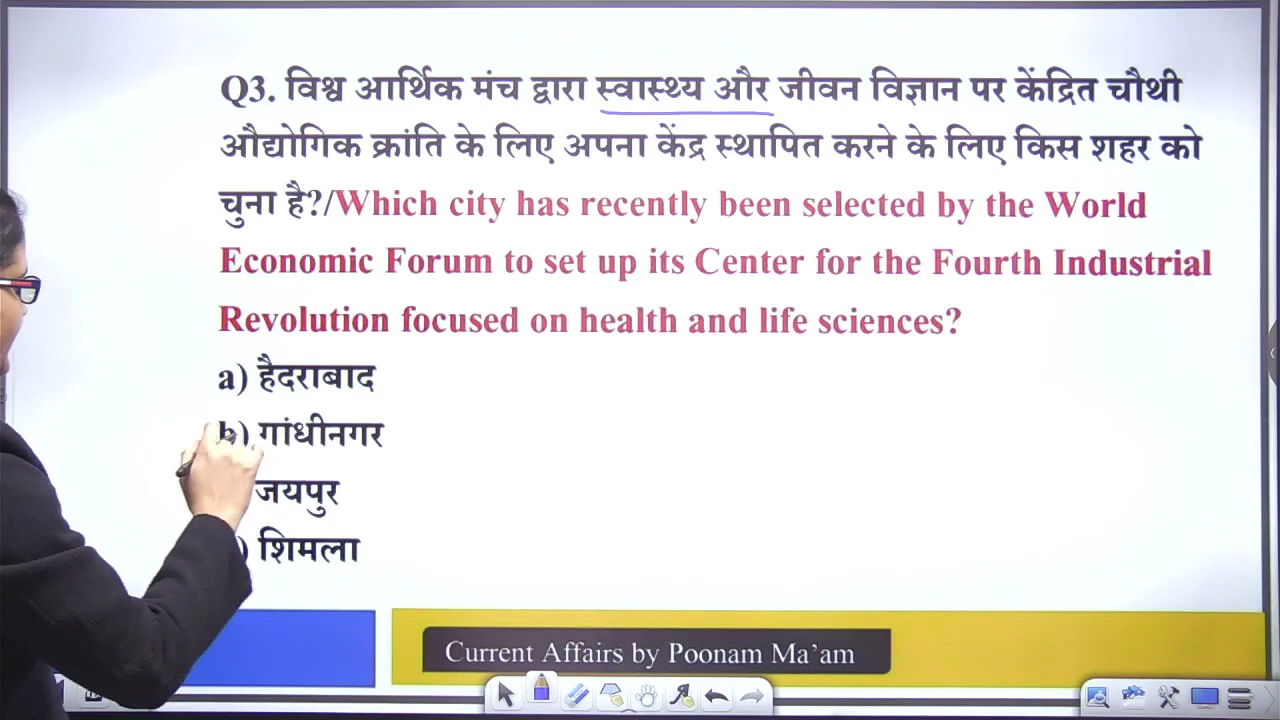 Q3. विश्व आर्थिक मंच द्वारा स्वास्थ्य और जीवन विज्ञान पर केंद्रित चौथी
औद्योगिक क्रांति के लिए अपना केंद्र स्थापित करने के लिए किस शहर को
चुना है?/Which city has recently been selected by the World
Economic Forum to set up its Center for the Fourth Industrial
Revolution focused on health and life sciences?
a) हैदराबाद
b) गांधीनगर
जयपुर
) शिमला
Current Affairs by Poonam Ma’am